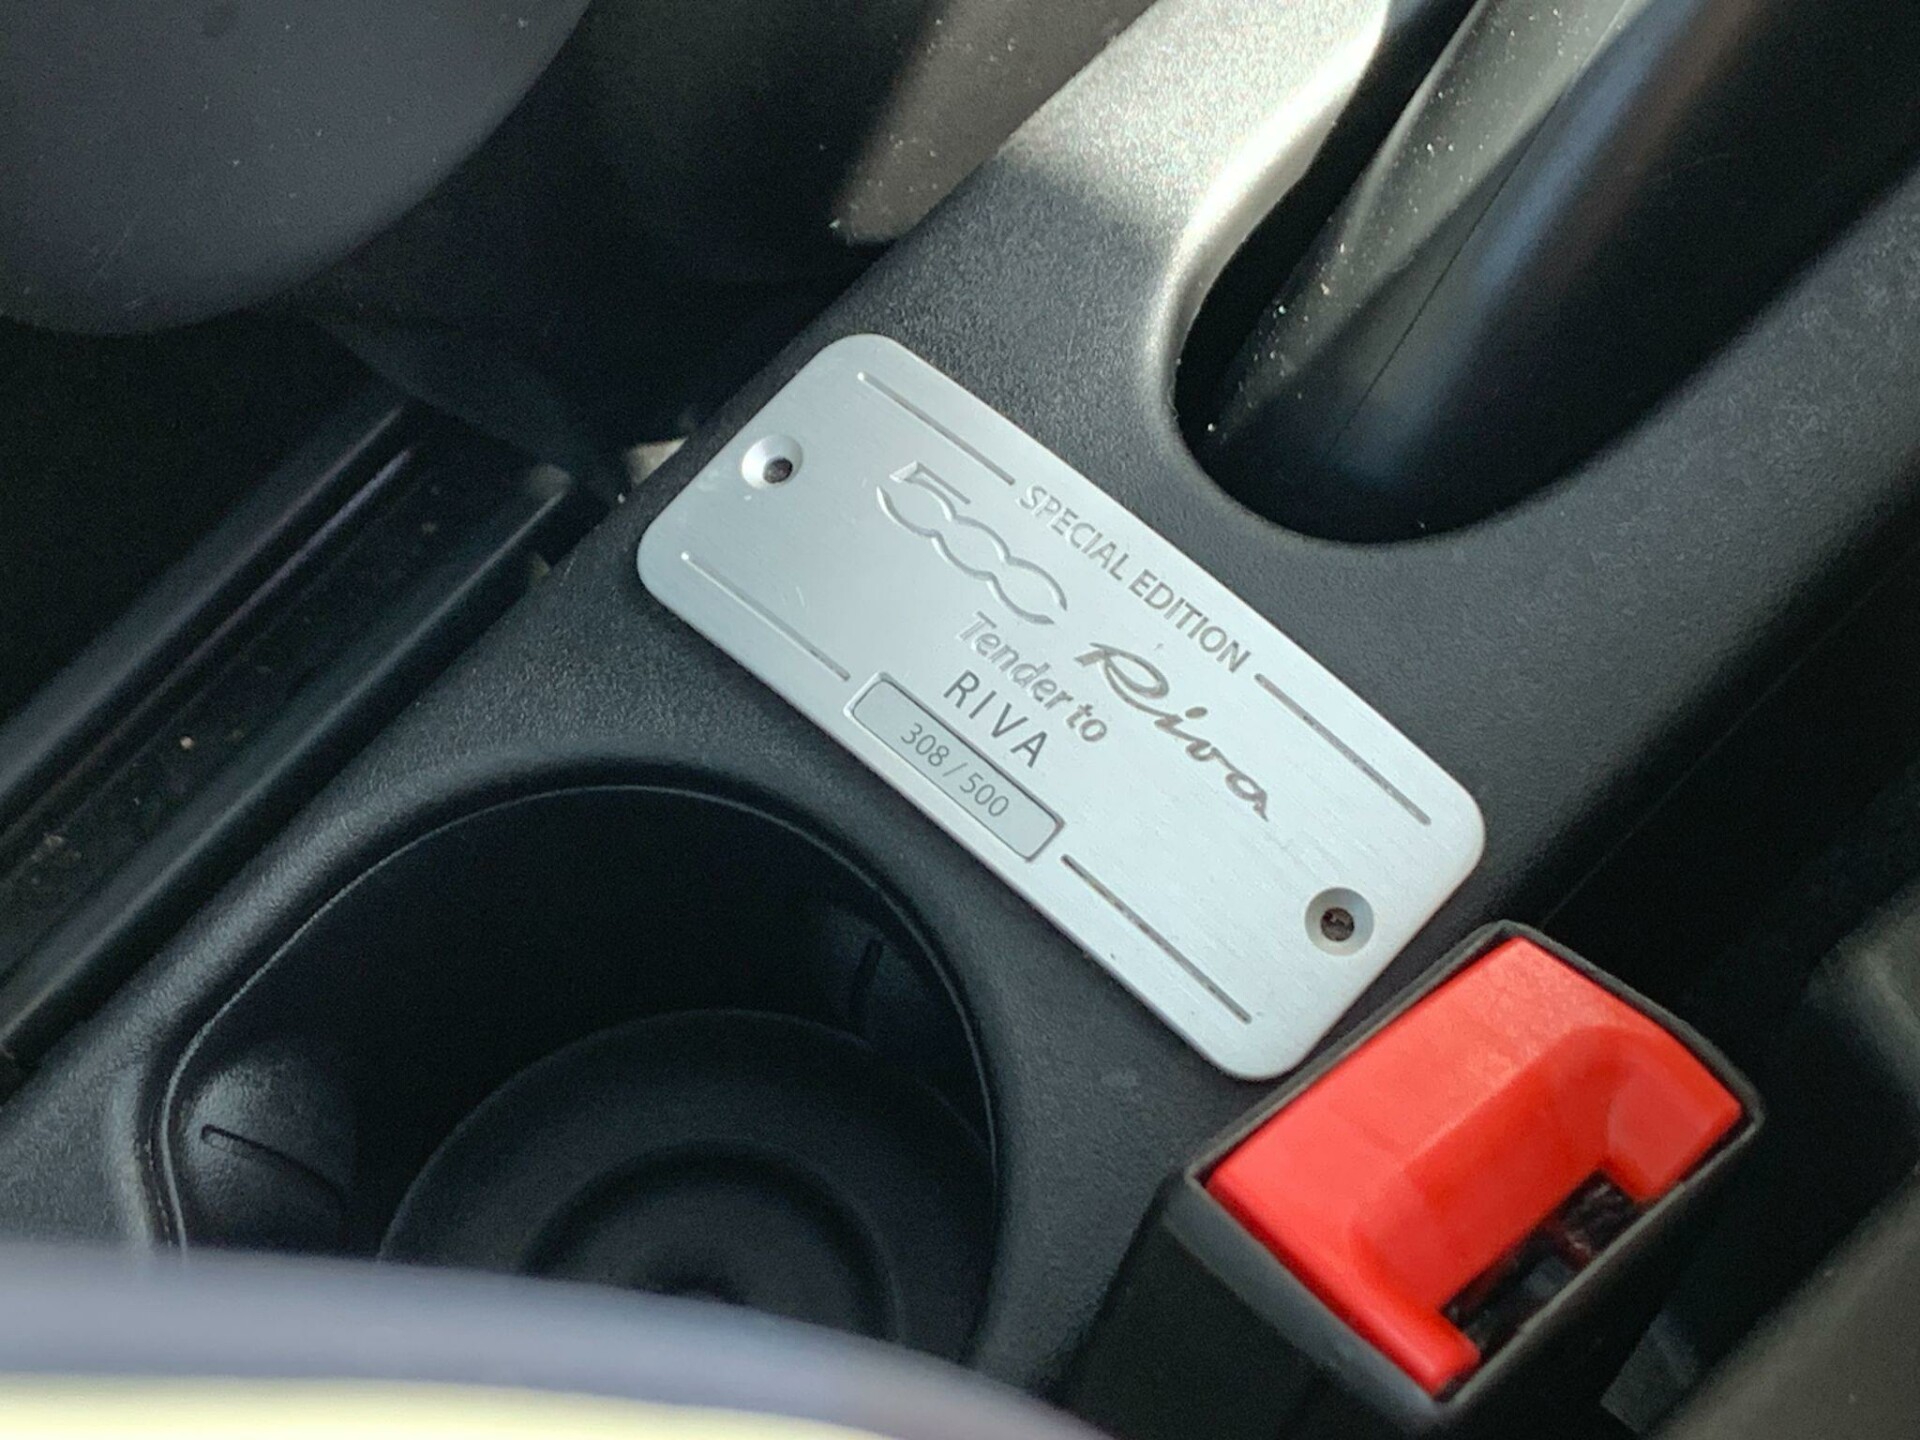 SPECIAL EDITION
500 Riva
Tender to
RIVA
308 / 500